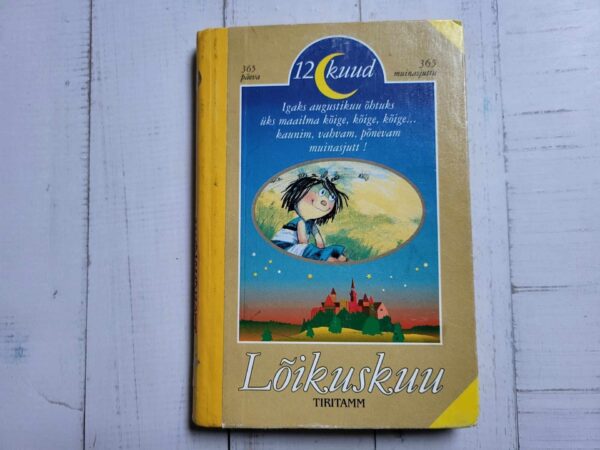 365
päeva
12 kuud
365
muinasjuttu
Igaks augustikuu õhtuks
üks maailma kõige, kõige, kõige...
kaunim, vahvam, põnevam
muinasjutt !
Lõikuskuu
TIRITAMM